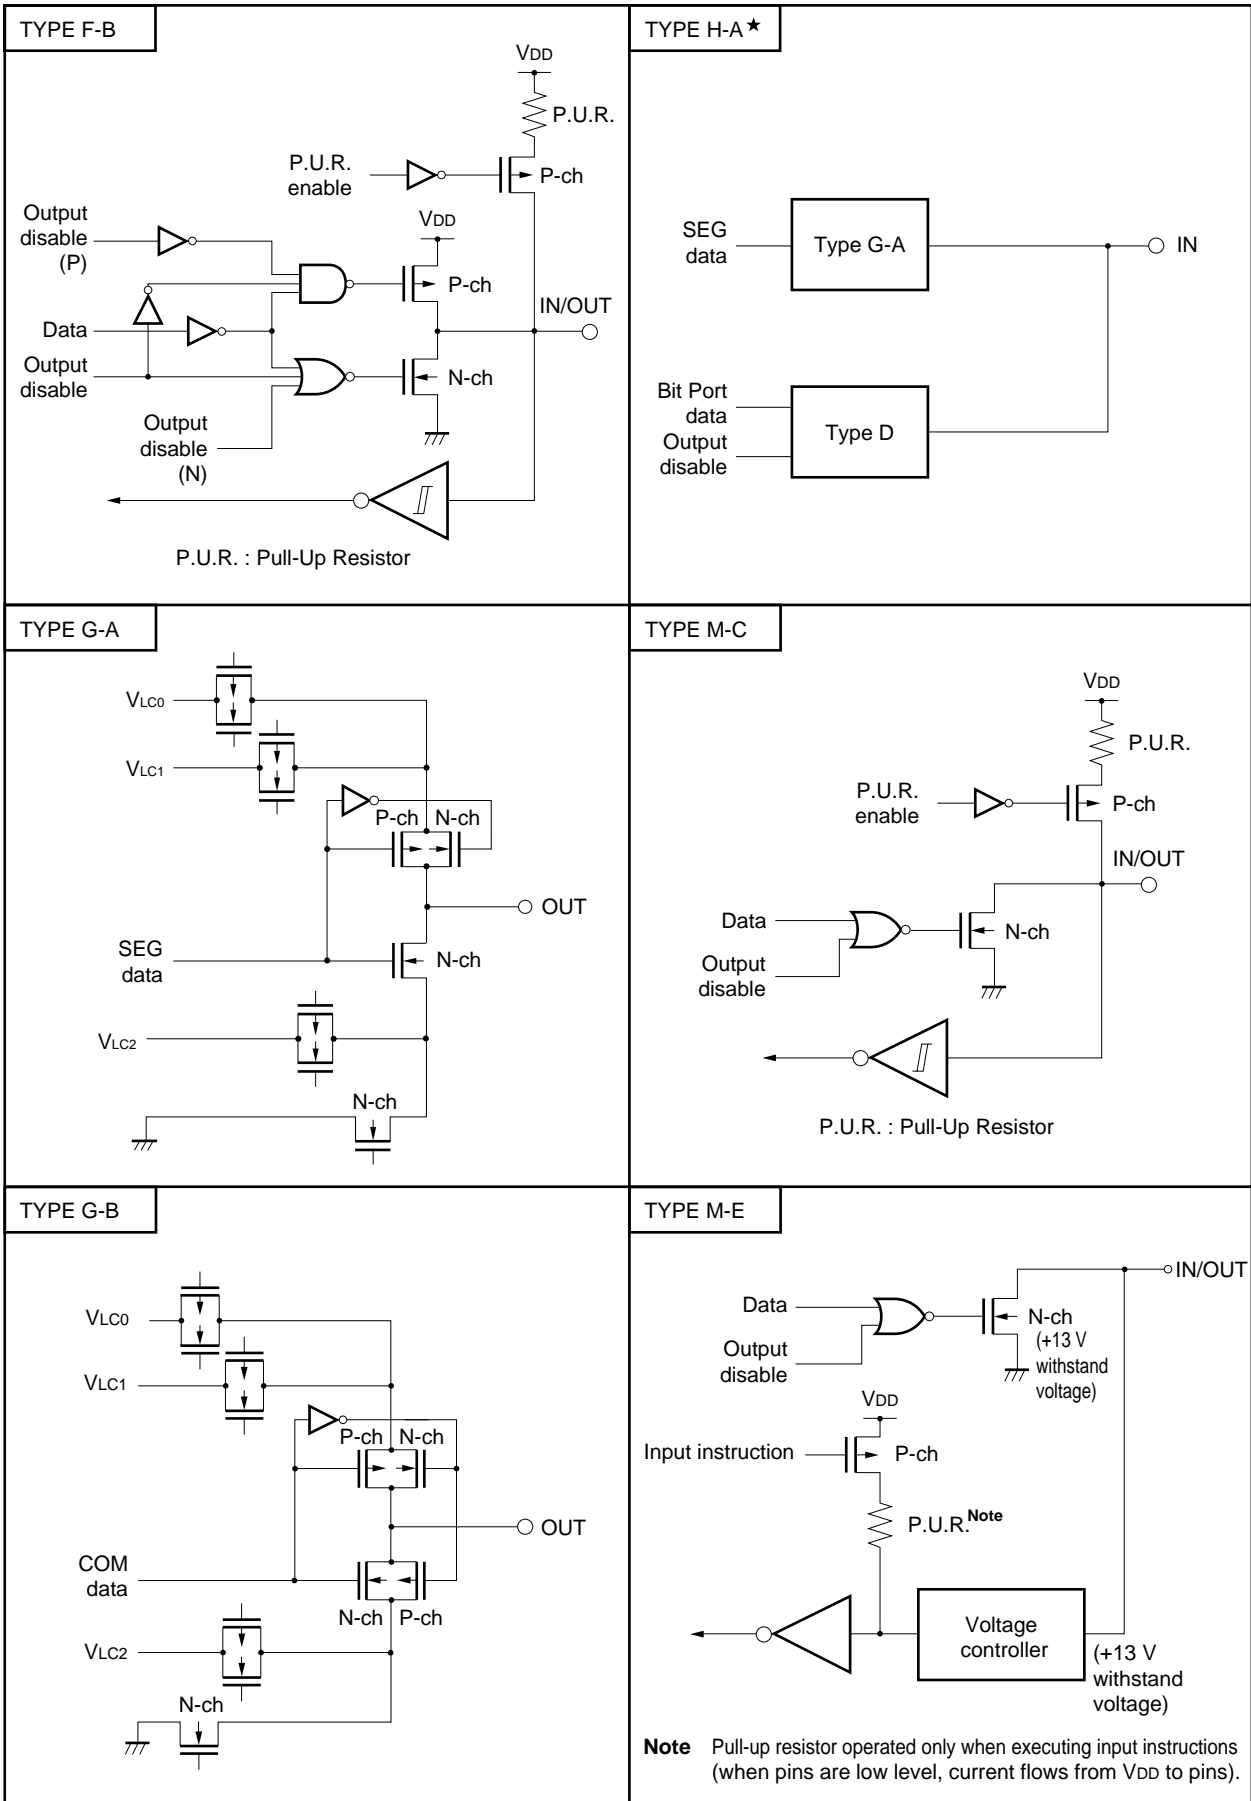 TYPE F-B
VDD
P.U.R.
P.U.R.
enable
P-ch
Output
disable
(P)
VDD
P-ch
IN/OUT
Data
Output
disable
N-ch
Output
disable
(N)
P.U.R. : Pull-Up Resistor
TYPE H-A★
SEG
data
Type G-A
IN
Bit Port
data
Output
disable
Type D
TYPE G-A
VLC0
VLC1
P-ch N-ch
OUT
SEG
data
N-ch
VLC2
N-ch
TYPE M-C
VDD
P.U.R.
P.U.R.
enable
P-ch
IN/OUT
Data
Output
disable
N-ch
P.U.R. : Pull-Up Resistor
TYPE G-B
VLC0
VLC1
P-ch N-ch
OUT
COM
data
N-ch P-ch
VLC2
N-ch
TYPE M-E
IN/OUT
Data
Output
disable
N-ch
(+13 V
withstand
voltage)
VDD
Input instruction
P-ch
P.U.R.Note
Voltage
controller
(+13 V
withstand
voltage)
Note Pull-up resistor operated only when executing input instructions
(when pins are low level, current flows from VDD to pins).